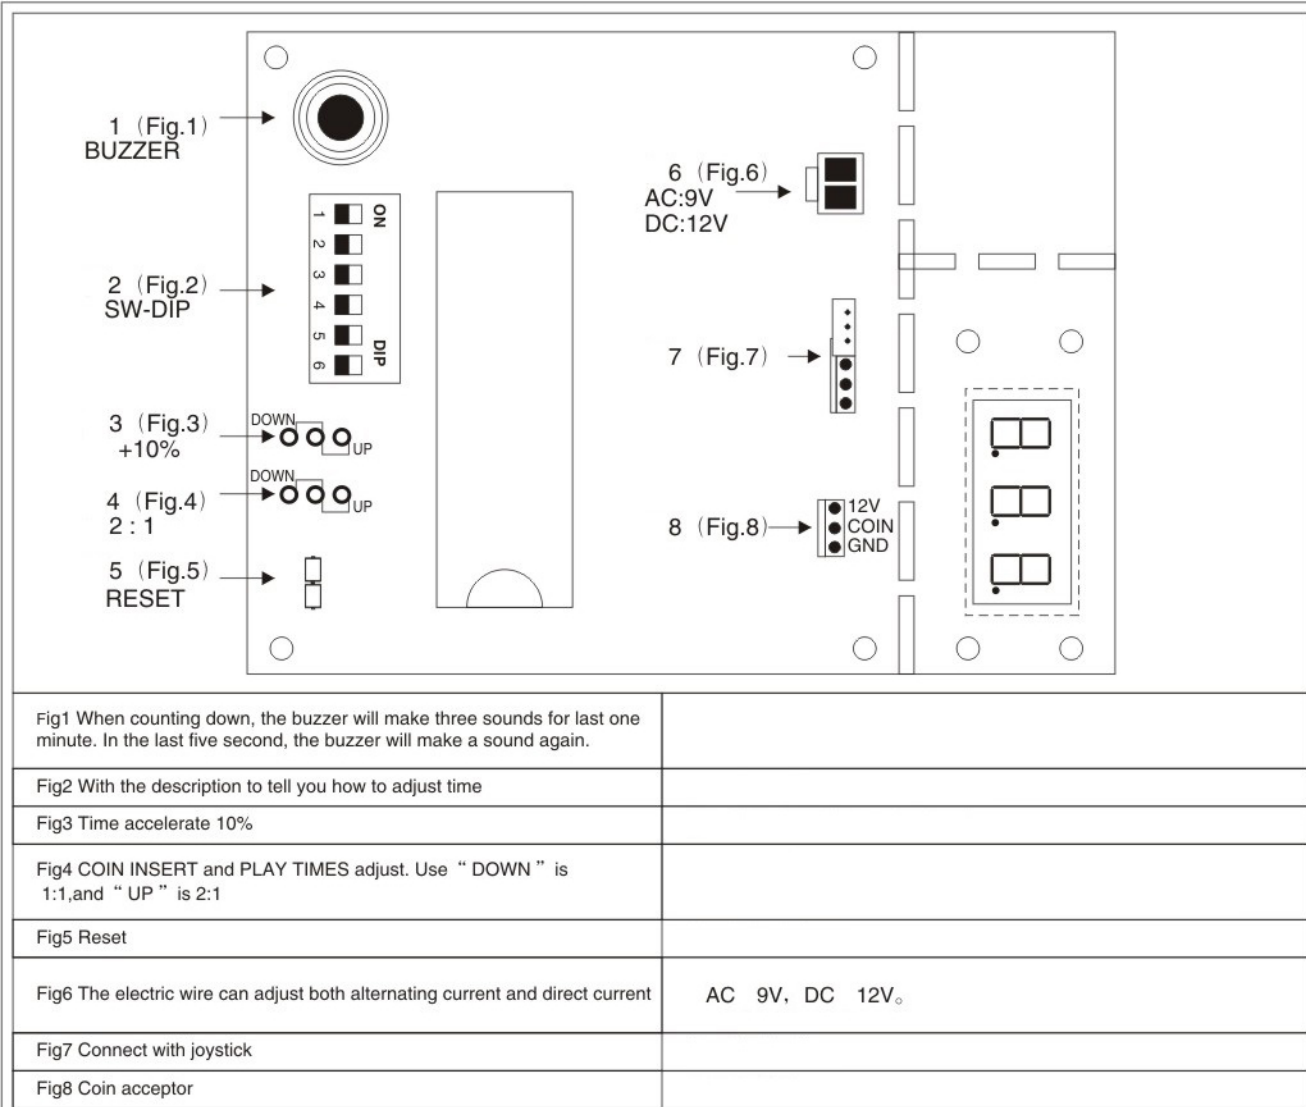 1 (Fig.1)
BUZZER
1
2
3
4
5
6
ON
DIP
2 (Fig.2)
SW-DIP
3 (Fig.3)
+10%
DOWN
UP
4 (Fig.4)
2 : 1
DOWN
UP
5 (Fig.5)
RESET
6 (Fig.6)
AC:9V
DC:12V
7 (Fig.7)
8 (Fig.8)
12V
COIN
GND
Fig1 When counting down, the buzzer will make three sounds for last one
minute. In the last five second, the buzzer will make a sound again.
Fig2 With the description to tell you how to adjust time
Fig3 Time accelerate 10%
Fig4 COIN INSERT and PLAY TIMES adjust. Use “ DOWN ” is
1:1,and “ UP ” is 2:1
Fig5 Reset
Fig6 The electric wire can adjust both alternating current and direct current
AC 9V, DC 12V。
Fig7 Connect with joystick
Fig8 Coin acceptor